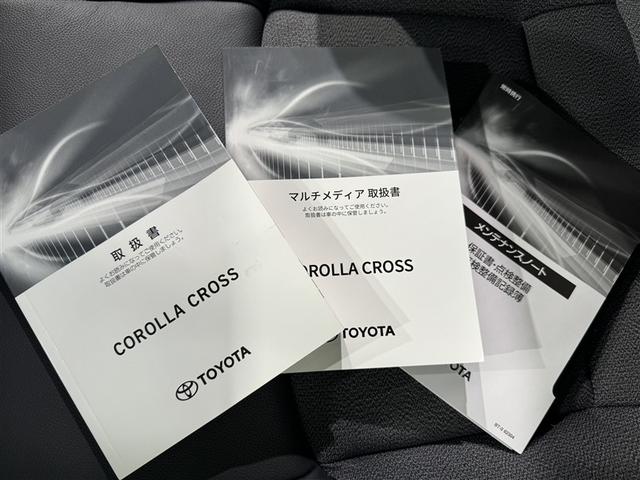 取扱書
よくお読みになってご使用ください。
取扱書は車の中に保管しましょう。
COROLLA CROSS
TOYOTA
マルチメディア 取扱書
よくお読みになってご使用ください。
取扱書は車の中に保管しましょう。
OROLLA CROSS
TOYOTA
メンテナンスノート
保証書・点検整備
検整備記録簿
OTA